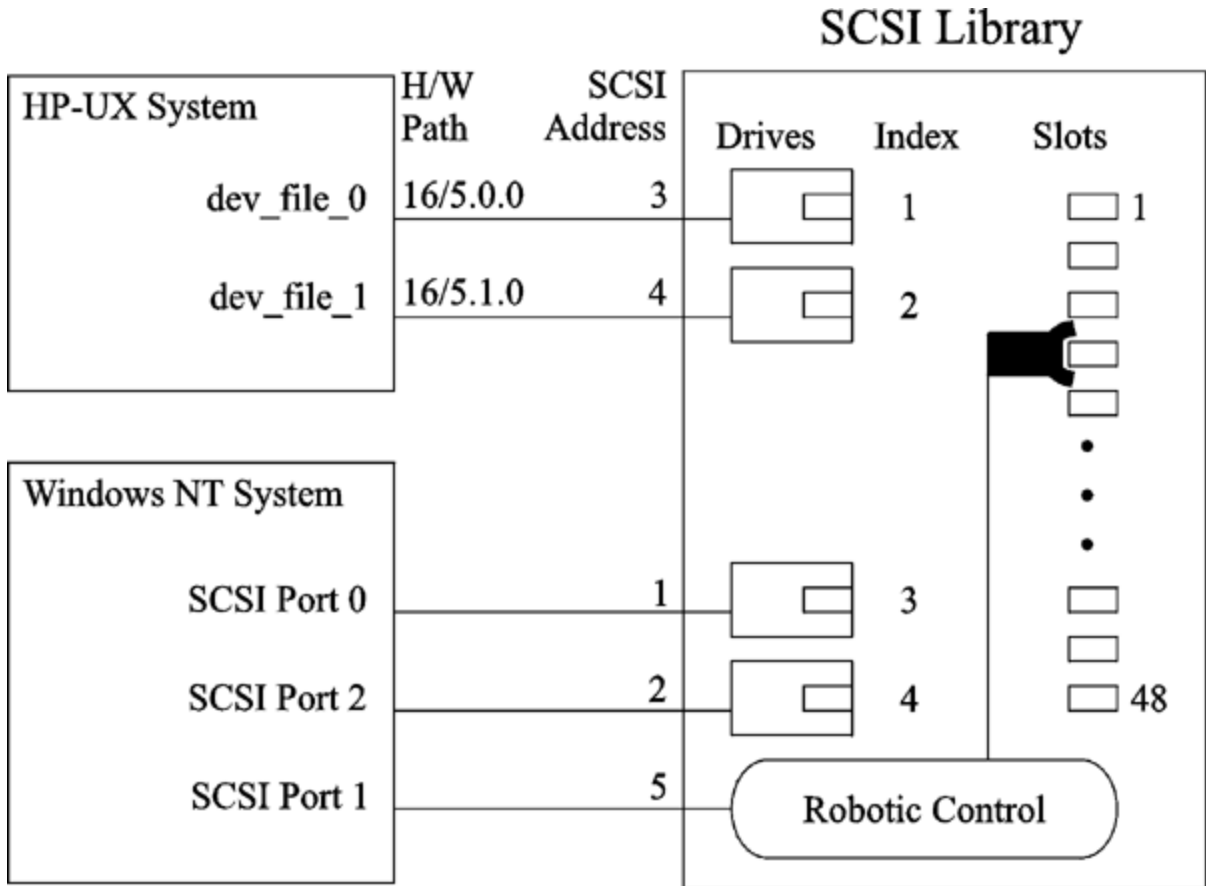 SCSI Library
HP-UX System
H/W Path
SCSI Address
Drives
Index
Slots
dev_file_0
16/5.0.0
3
1
1
dev_file_1
16/5.1.0
4
2
Windows NT System
SCSI Port 0
1
3
SCSI Port 2
2
4
48
SCSI Port 1
5
Robotic Control